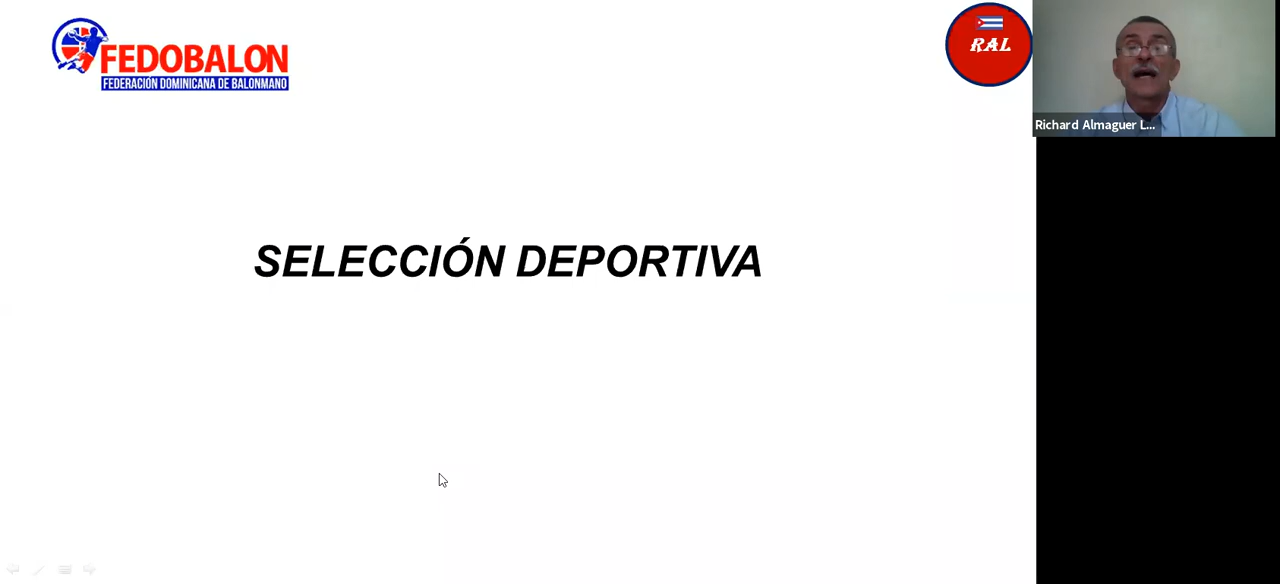 FEDOBALON
FEDERACIÓN DOMINICANA DE BALONMANO
RAL
Richard Almaguer L...
SELECCIÓN DEPORTIVA